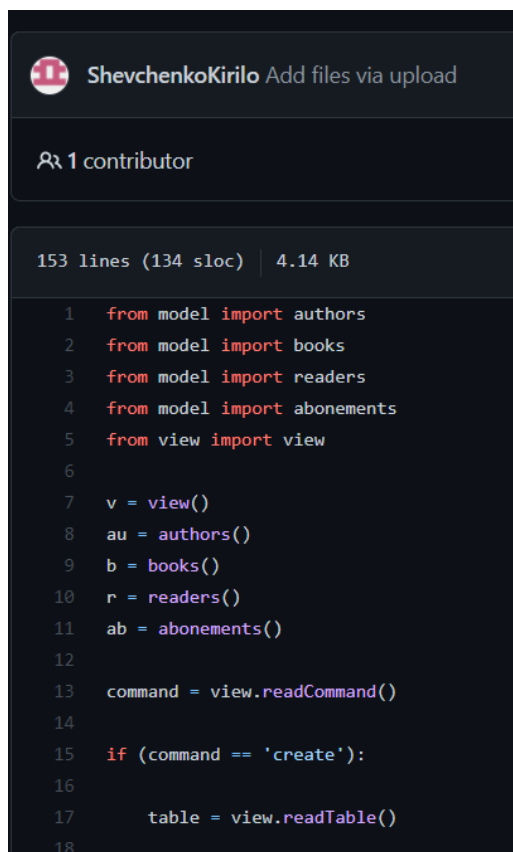 ShevchenkoKirilo Add files via upload
1 contributor
153 lines (134 sloc) 4.14 KB
1 from model import authors
2 from model import books
3 from model import readers
4 from model import abonements
5 from view import view
6
7 v = view()
8 au = authors()
9 b = books()
10 r = readers()
11 ab = abonements()
12
13 command = view.readCommand()
14
15 if (command == 'create'):
16
17     table = view.readTable()
18